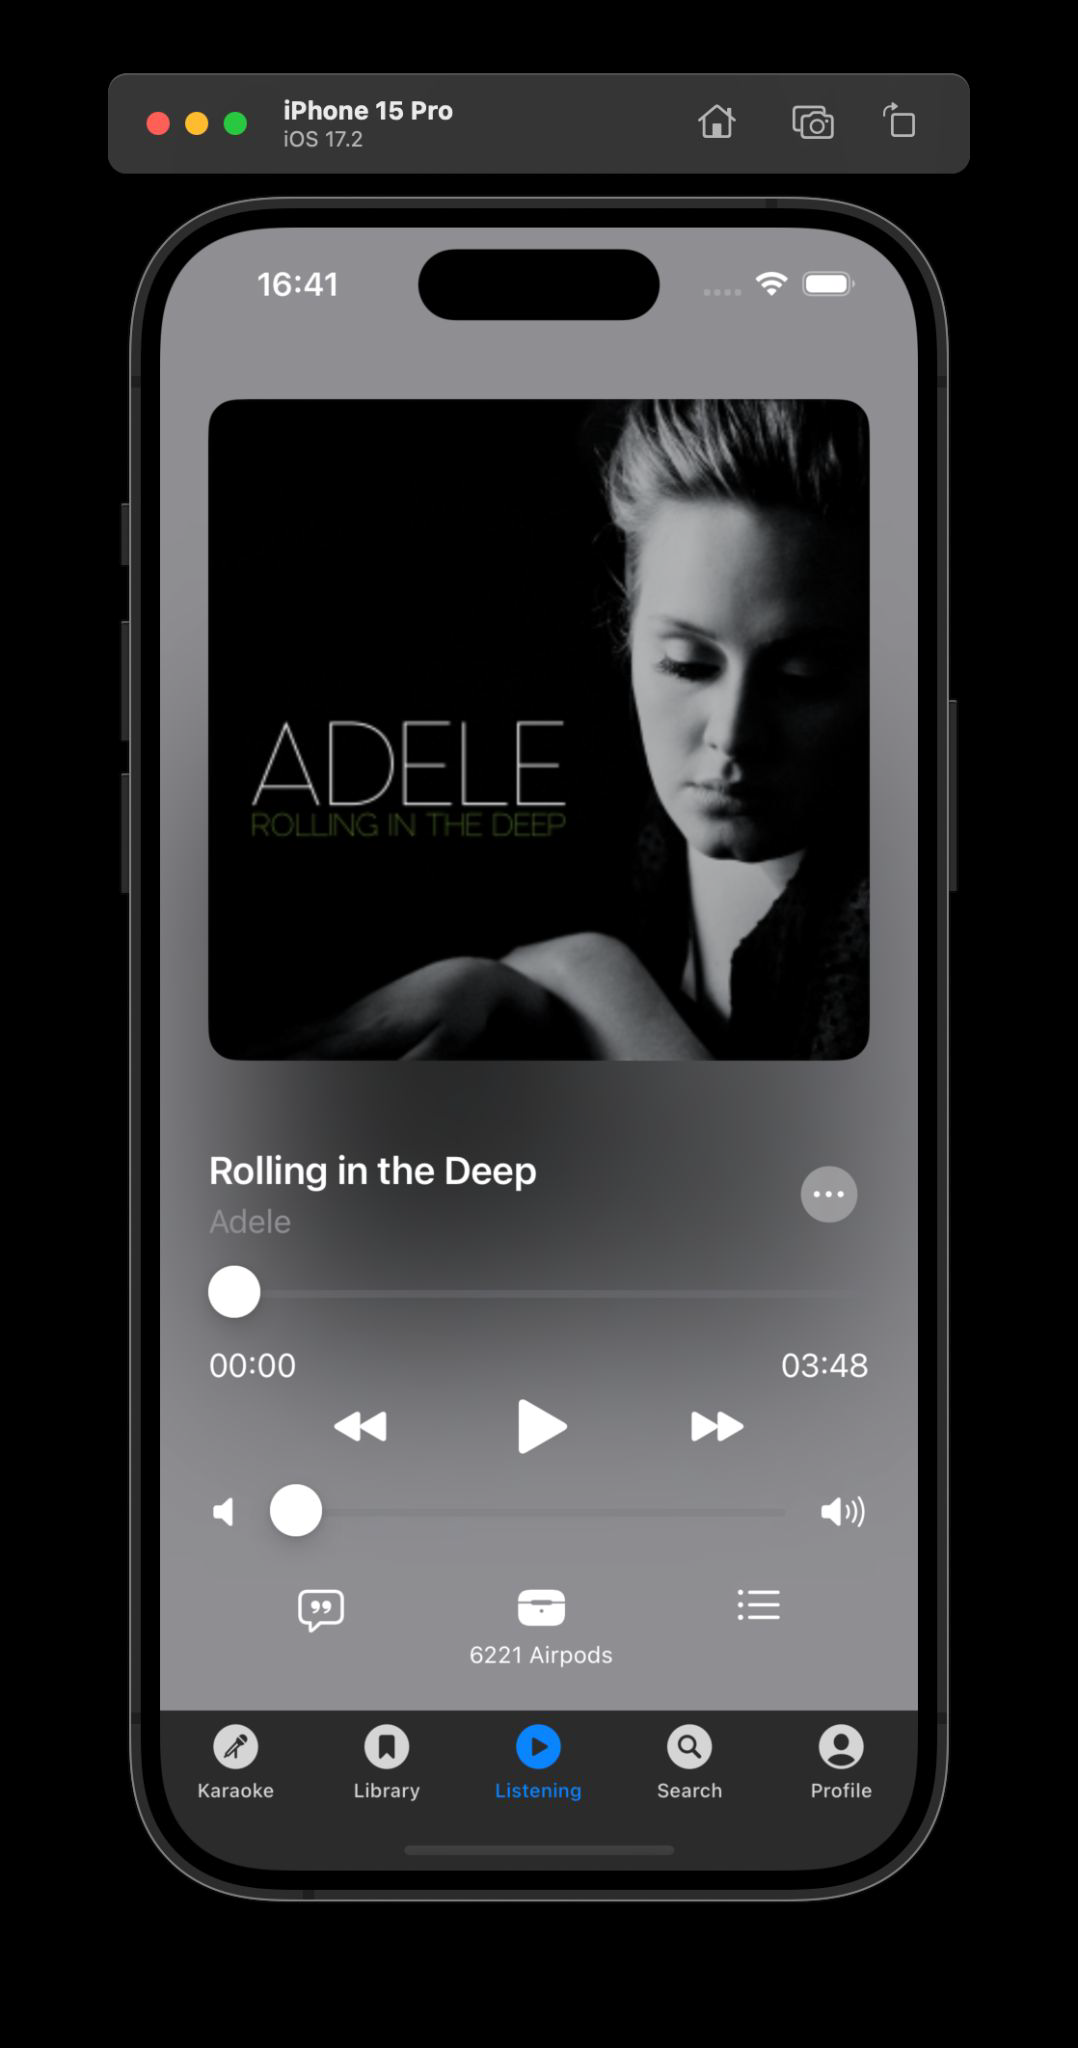 iPhone 15 Pro
iOS 17.2
16:41
ADELE
ROLLING IN THE DEEP
Rolling in the Deep
Adele
00:00 03:48
6221 Airpods
Karaoke Library Listening Search Profile